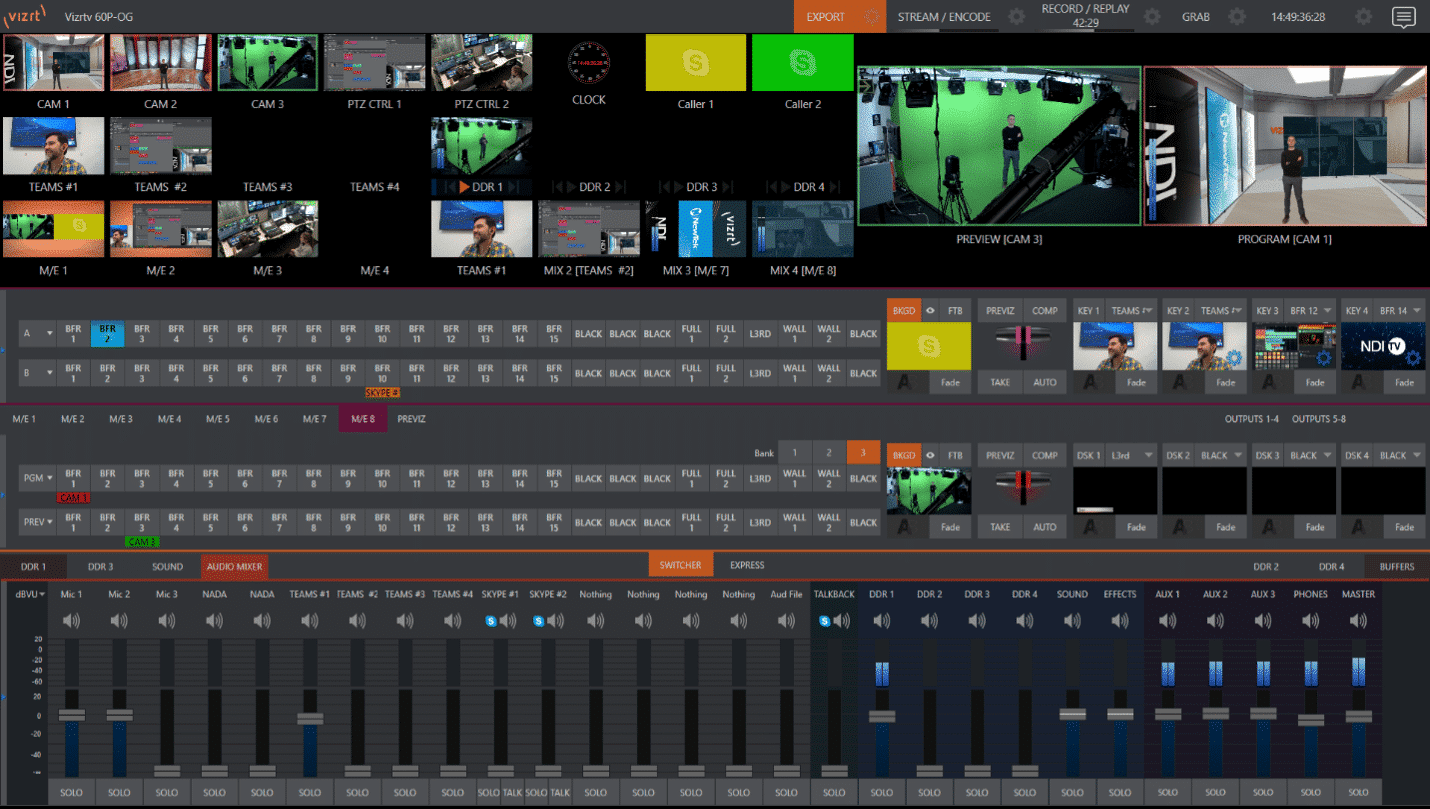 vizrt
Vizrtv 60P-OG
EXPORT
STREAM / ENCODE
RECORD / REPLAY
42:29
GRAB
14:49:36:28
CAM 1 CAM 2 CAM 3 PTZ CTRL 1 PTZ CTRL 2 CLOCK Caller 1 Caller 2
TEAMS #1 TEAMS #2 TEAMS #3 TEAMS #4 DDR 1 DDR 2 DDR 3 DDR 4
M/E 1 M/E 2 M/E 3 M/E 4 TEAMS #1 MIX 2 [TEAMS #2] MIX 3 [M/E 7] MIX 4 [M/E 8]
NDI
NewTek
vizrt
PREVIEW [CAM 3] PROGRAM [CAM 1]
A BFR 1 BFR 2 BFR 3 BFR 4 BFR 5 BFR 6 BFR 7 BFR 8 BFR 9 BFR 10 BFR 11 BFR 12 BFR 13 BFR 14 BFR 15 BLACK BLACK BLACK FULL 1 FULL 2 L3RD WALL 1 WALL 2 BLACK
B BFR 1 BFR 2 BFR 3 BFR 4 BFR 5 BFR 6 BFR 7 BFR 8 BFR 9 BFR 10 BFR 11 BFR 12 BFR 13 BFR 14 BFR 15 BLACK BLACK BLACK FULL 1 FULL 2 L3RD WALL 1 WALL 2 BLACK
SKYPE #
BKGD FTB PREVIZ COMP KEY 1 TEAMS KEY 2 TEAMS KEY 3 BFR 12 KEY 4 BFR 14
NDI TV
A Fade TAKE AUTO A Fade A Fade A Fade A Fade
M/E 1 M/E 2 M/E 3 M/E 4 M/E 5 M/E 6 M/E 7 M/E 8 PREVIZ OUTPUTS 1-4 OUTPUTS 5-8
Bank 1 2 3
PGM BFR 1 BFR 2 BFR 3 BFR 4 BFR 5 BFR 6 BFR 7 BFR 8 BFR 9 BFR 10 BFR 11 BFR 12 BFR 13 BFR 14 BFR 15 BLACK BLACK BLACK FULL 1 FULL 2 L3RD WALL 1 WALL 2 BLACK
CAM 1
PREV BFR 1 BFR 2 BFR 3 BFR 4 BFR 5 BFR 6 BFR 7 BFR 8 BFR 9 BFR 10 BFR 11 BFR 12 BFR 13 BFR 14 BFR 15 BLACK BLACK BLACK FULL 1 FULL 2 L3RD WALL 1 WALL 2 BLACK
CAM 3
BKGD FTB PREVIZ COMP DSK 1 L3rd DSK 2 BLACK DSK 3 BLACK DSK 4 BLACK
A Fade TAKE AUTO A Fade A Fade A Fade A Fade
DDR 1 DDR 3 SOUND AUDIO MIXER SWITCHER EXPRESS DDR 2 DDR 4 BUFFERS
dBVU Mic 1 Mic 2 Mic 3 NADA NADA TEAMS #1 TEAMS #2 TEAMS #3 TEAMS #4 SKYPE #1 SKYPE #2 Nothing Nothing Nothing Nothing Aud File TALKBACK DDR 1 DDR 2 DDR 3 DDR 4 SOUND EFFECTS AUX 1 AUX 2 AUX 3 PHONES MASTER
20
0
-20
-40
-60
20
0
-20
-40
-∞
SOLO SOLO SOLO SOLO SOLO SOLO SOLO SOLO SOLO SOLO TALK SOLO TALK SOLO SOLO SOLO SOLO SOLO SOLO SOLO SOLO SOLO SOLO SOLO SOLO SOLO SOLO SOLO SOLO SOLO